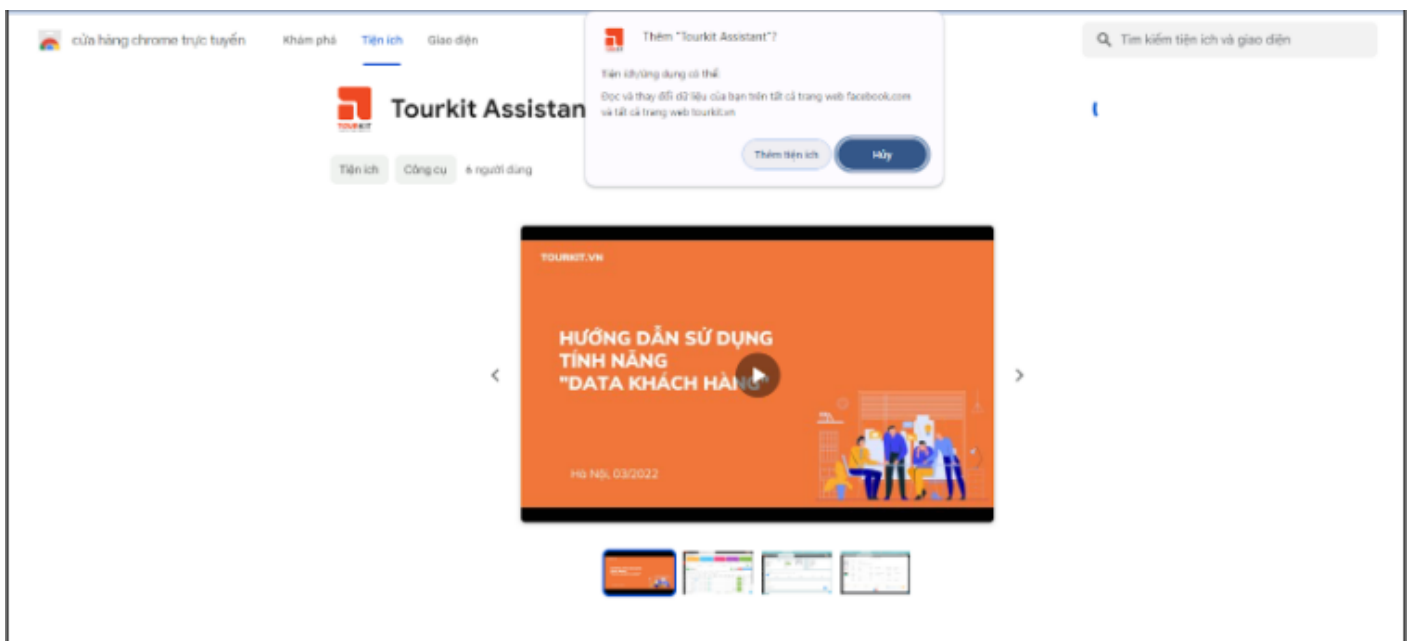 cửa hàng chrome trực tuyến
Khám phá
Tiện ích
Giao diện
Tìm kiếm tiện ích và giao diện
Thêm "Tourkit Assistant"?
Tiện ích/ứng dụng có thể:
Đọc và thay đổi dữ liệu của bạn trên tất cả trang web facebook.com
và tất cả trang web tourkit.vn
Thêm tiện ích
Hủy
TOURKIT
Tourkit Assistan
Tiện ích
Công cụ
6 người dùng
TOURKIT.VN
HƯỚNG DẪN SỬ DỤNG
TÍNH NĂNG
"DATA KHÁCH HÀNG"
Hà Nội, 03/2022